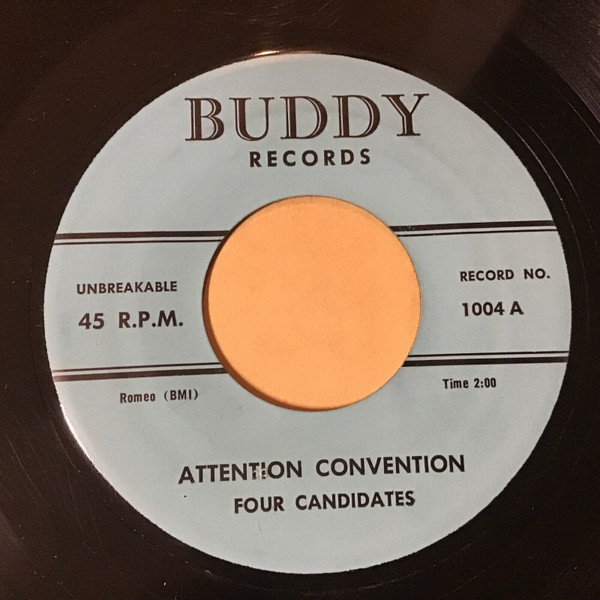 BUDDY
RECORDS
UNBREAKABLE
45 R.P.M.
RECORD NO.
1004 A
Romeo (BMI)
Time 2:00
ATTENTION CONVENTION
FOUR CANDIDATES